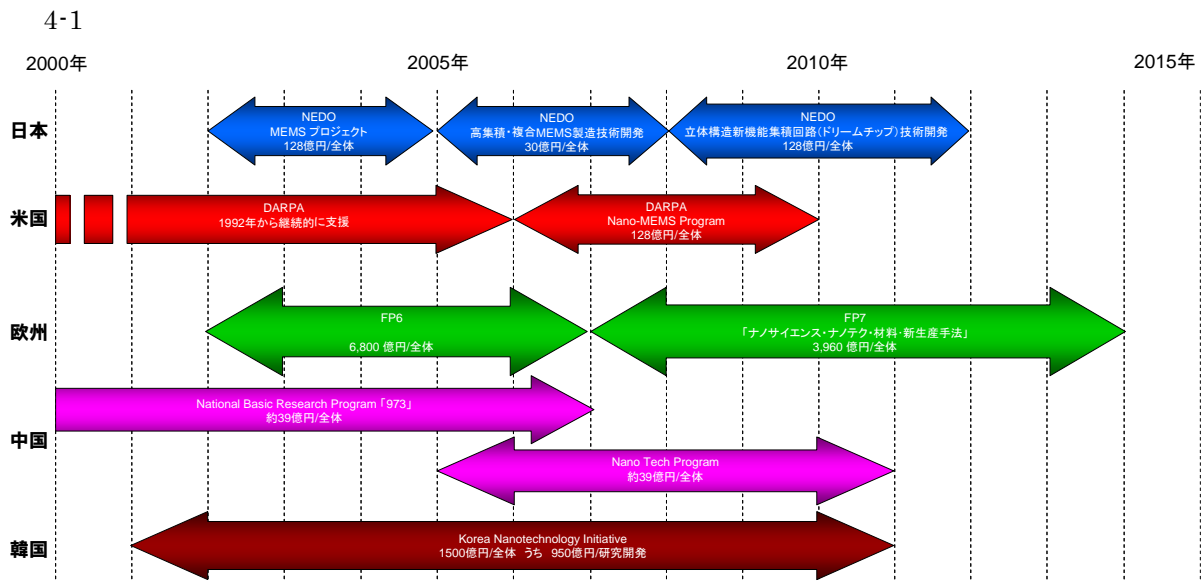 4-1
2000年
2005年
2010年
2015年
日本
NEDO
MEMS プロジェクト
128億円/全体
NEDO
高集積・複合MEMS製造技術開発
30億円/全体
NEDO
立体構造新機能集積回路(ドリームチップ)技術開発
128億円/全体
米国
DARPA
1992年から継続的に支援
DARPA
Nano-MEMS Program
128億円/全体
欧州
FP6
6,800 億円/全体
FP7
「ナノサイエンス・ナノテク・材料・新生産手法」
3,960 億円/全体
中国
National Basic Research Program 「973」
約39億円/全体
Nano Tech Program
約39億円/全体
韓国
Korea Nanotechnology Initiative
1500億円/全体 うち 950億円/研究開発